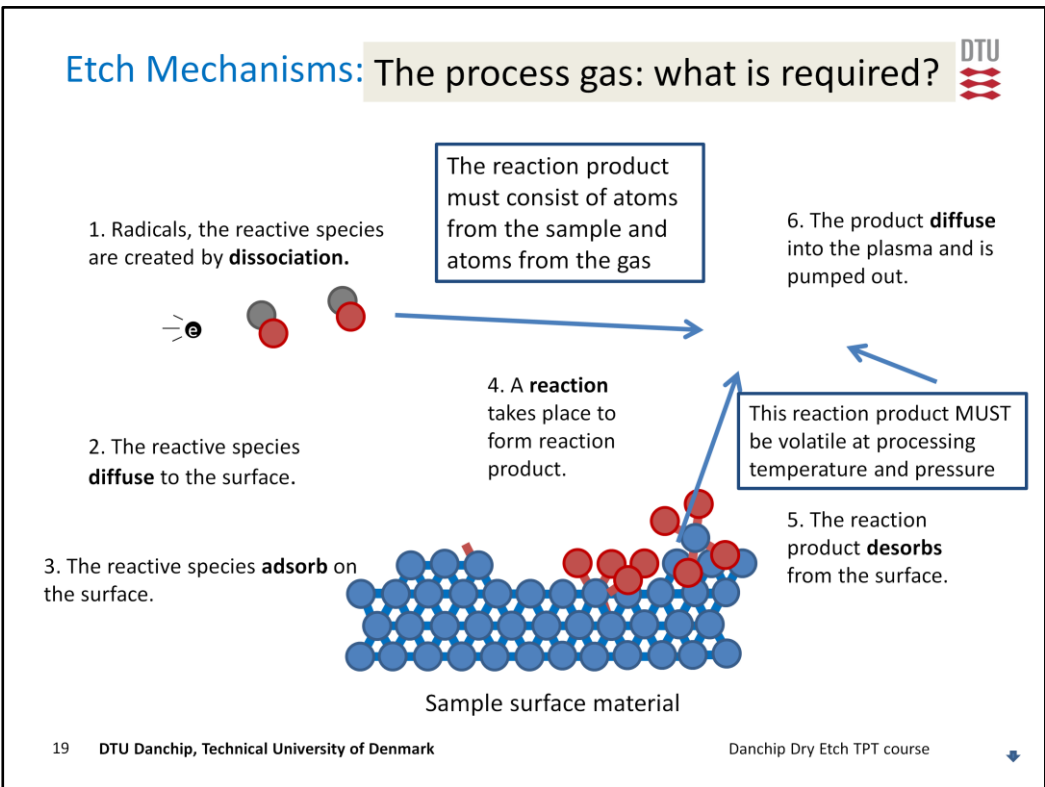 Etch Mechanisms: The process gas: what is required?
DTU
The reaction product
must consist of atoms
from the sample and
atoms from the gas
1. Radicals, the reactive species
are created by dissociation.
6. The product diffuse
into the plasma and is
pumped out.
e
4. A reaction
takes place to
form reaction
product.
This reaction product MUST
be volatile at processing
temperature and pressure
2. The reactive species
diffuse to the surface.
5. The reaction
product desorbs
from the surface.
3. The reactive species adsorb on
the surface.
Sample surface material
19 DTU Danchip, Technical University of Denmark
Danchip Dry Etch TPT course